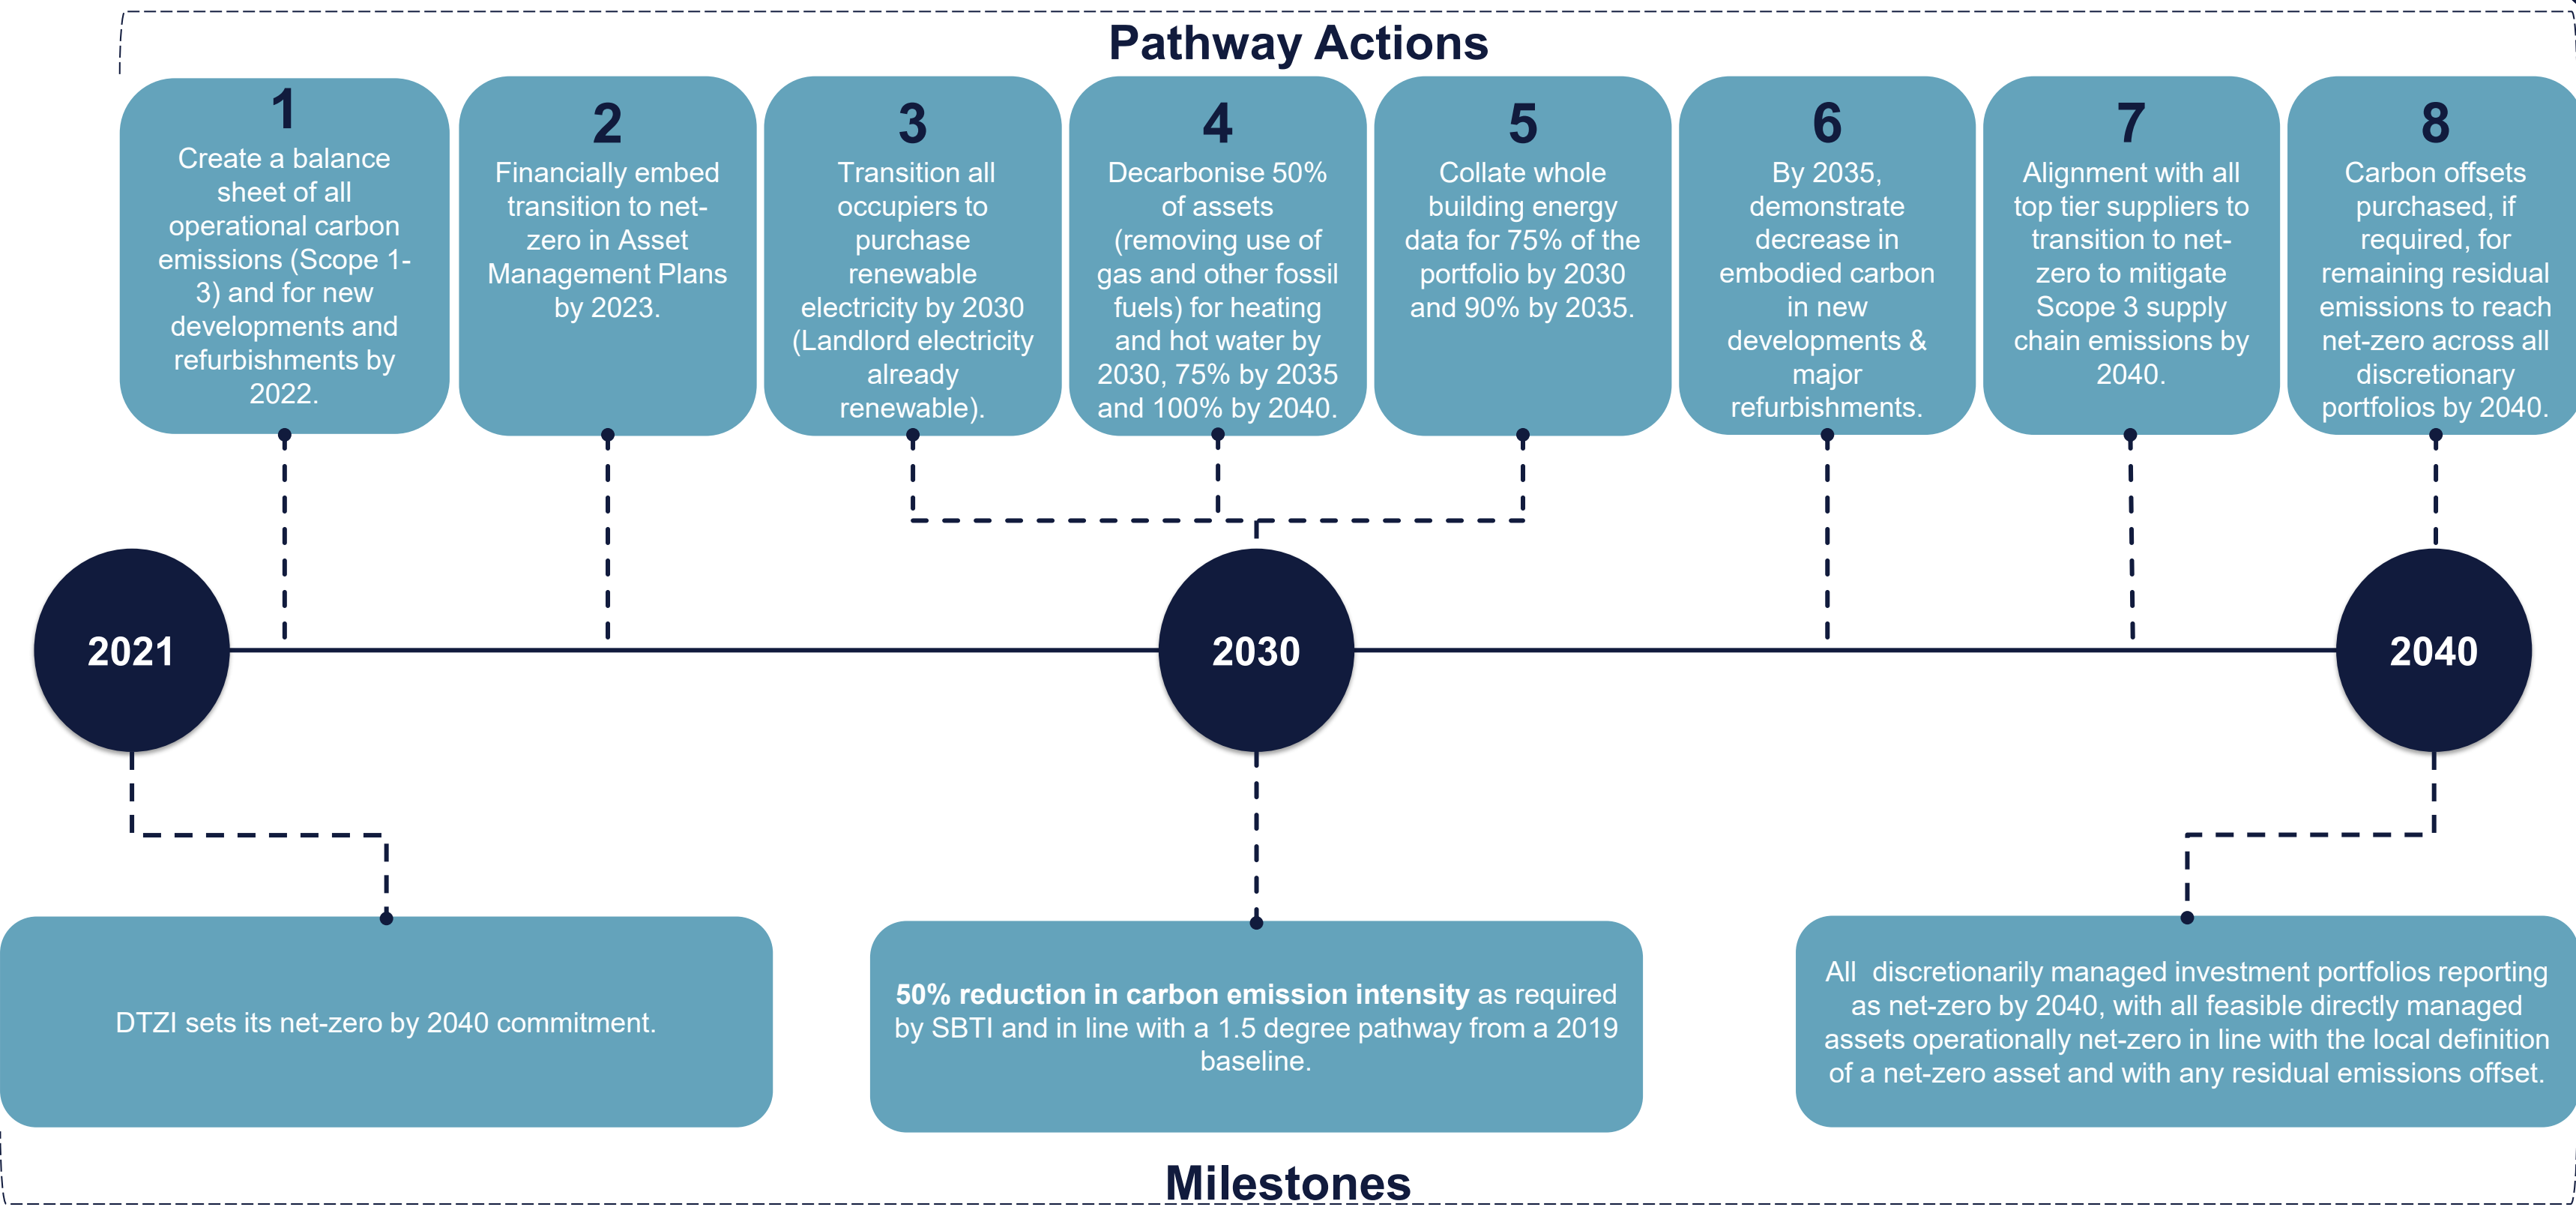 Pathway Actions
1
Create a balance
sheet of all
operational carbon
emissions (Scope 1-
3) and for new
developments and
refurbishments by
2022.
2
Financially embed
transition to net-
zero in Asset
Management Plans
by 2023.
3
Transition all
occupiers to
purchase
renewable
electricity by 2030
(Landlord electricity
already
renewable).
4
Decarbonise 50%
of assets
(removing use of
gas and other fossil
fuels) for heating
and hot water by
2030, 75% by 2035
and 100% by 2040.
5
Collate whole
building energy
data for 75% of the
portfolio by 2030
and 90% by 2035.
6
By 2035,
demonstrate
decrease in
embodied carbon
in new
developments &
major
refurbishments.
7
Alignment with all
top tier suppliers to
transition to net-
zero to mitigate
Scope 3 supply
chain emissions by
2040.
8
Carbon offsets
purchased, if
required, for
remaining residual
emissions to reach
net-zero across all
discretionary
portfolios by 2040.
2021
2030
2040
DTZI sets its net-zero by 2040 commitment.
50% reduction in carbon emission intensity as required
by SBTI and in line with a 1.5 degree pathway from a 2019
baseline.
All  discretionarily managed investment portfolios reporting
as net-zero by 2040, with all feasible directly managed
assets operationally net-zero in line with the local definition
of a net-zero asset and with any residual emissions offset.
Milestones